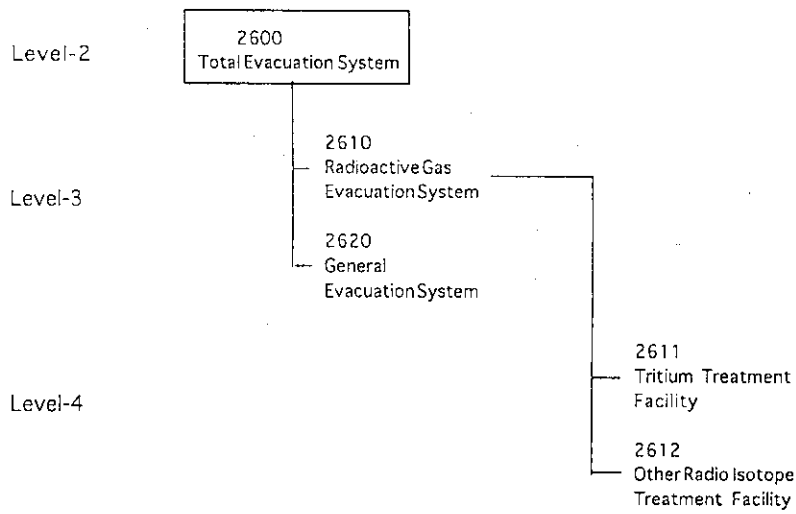 Level-2
2600
Total Evacuation System
2610
Radioactive Gas
Evacuation System
Level-3
2620
General
Evacuation System
2611
Tritium Treatment
Facility
Level-4
2612
Other Radio Isotope
Treatment Facility